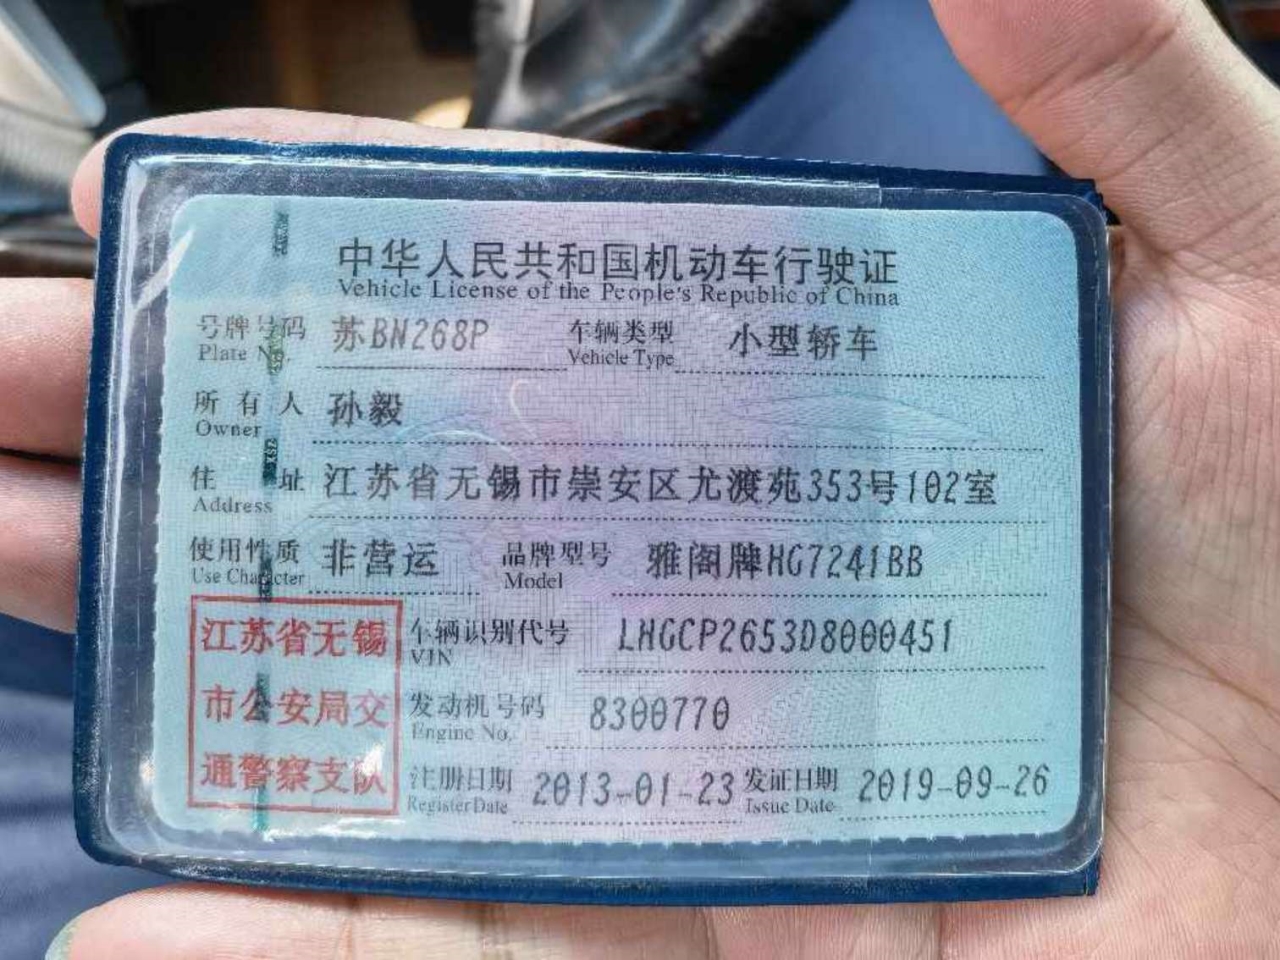 中华人民共和国机动车行驶证
Vehicle License of the People's Republic of China
号牌号码 苏BN268P 车辆类型 小型轿车
Plate No. Vehicle Type
所有人 孙毅
Owner
住址 江苏省无锡市崇安区尤渡苑353号102室
Address
使用性质 非营运 品牌型号 雅阁牌HG7241BB
Use Character Model
江苏省无锡 车辆识别代号 LHGCP2653D8000451
VIN
市公安局交 发动机号码 8300770
Engine No.
通警察支队 注册日期 2013-01-23 发证日期 2019-09-26
Register Date Issue Date